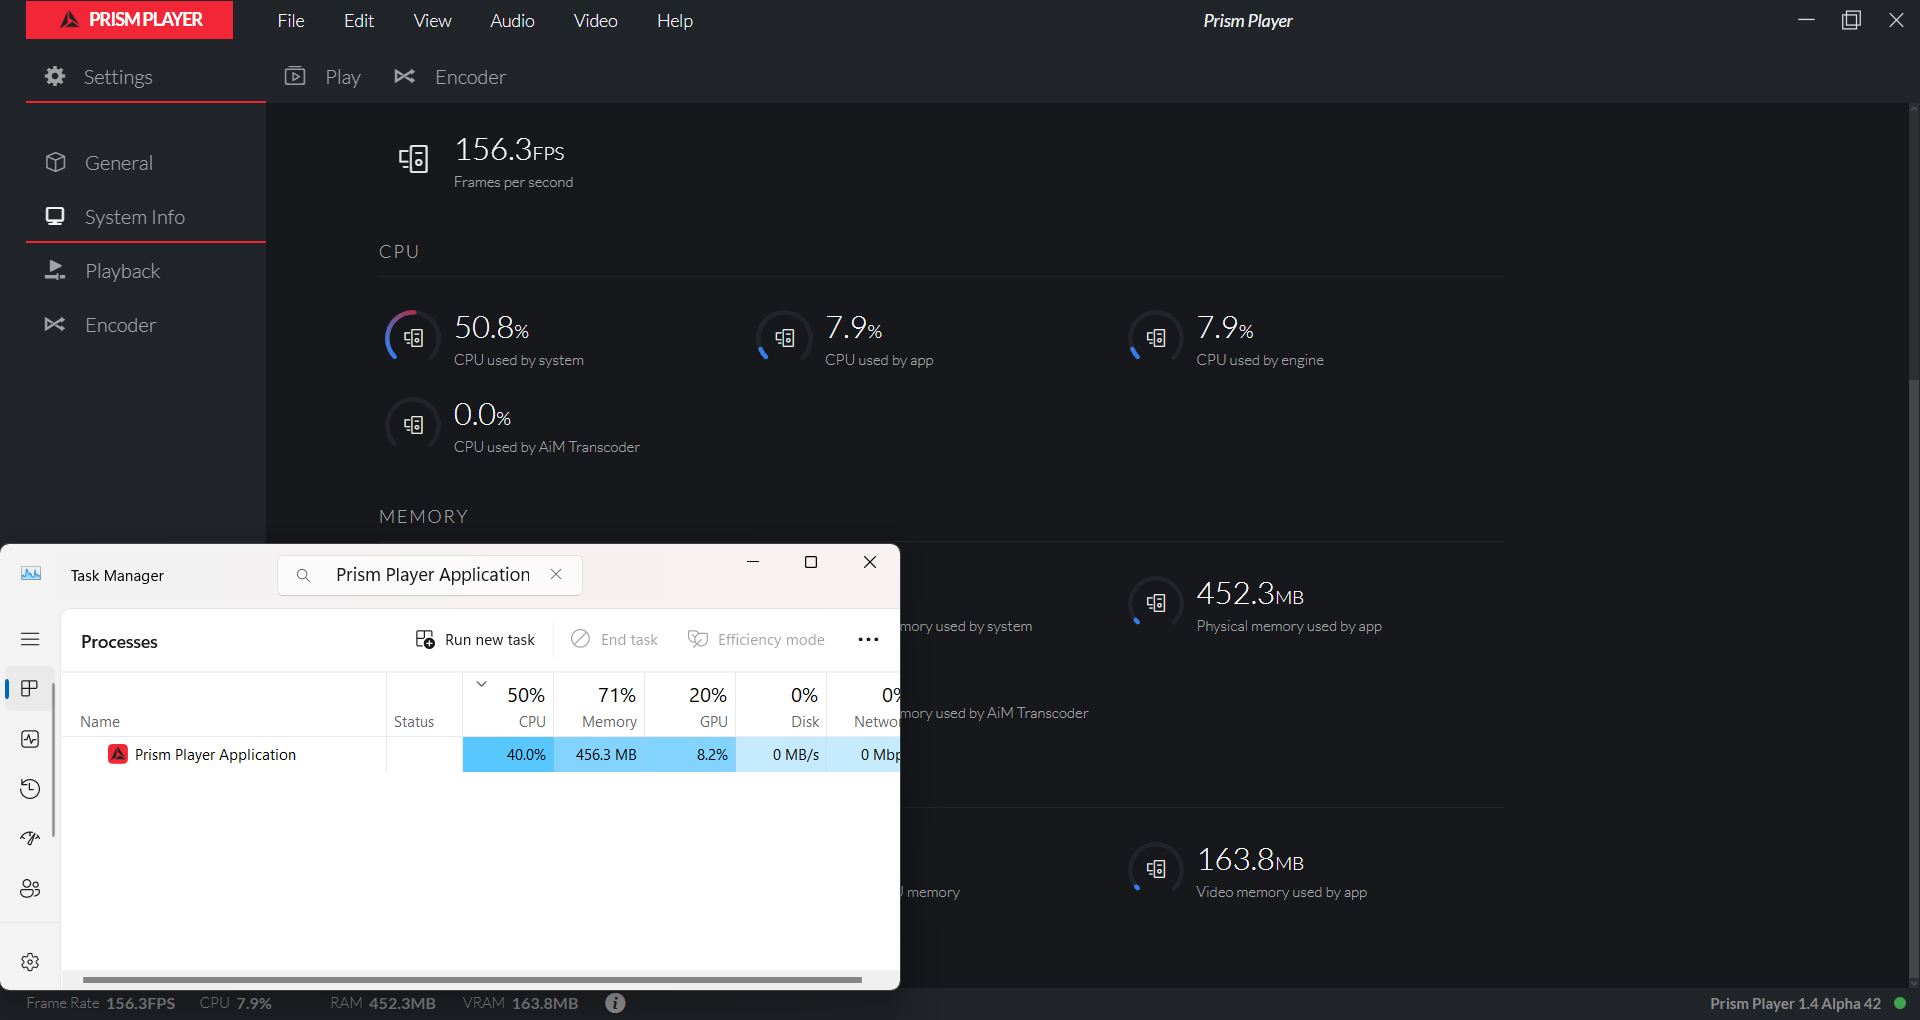 PRISM PLAYER
File Edit View Audio Video Help
Prism Player
Settings
Play Encoder
General
System Info
Playback
Encoder
156.3FPS
Frames per second
CPU
50.8%
CPU used by system
7.9%
CPU used by app
7.9%
CPU used by engine
0.0%
CPU used by AiM Transcoder
MEMORY
452.3MB
Physical memory used by app
mory used by system
mory used by AiM Transcoder
163.8MB
Video memory used by app
memory
Task Manager
Prism Player Application
Processes
Run new task End task Efficiency mode
50% 71% 20% 0% 0%
Name Status CPU Memory GPU Disk Networ
Prism Player Application 40.0% 456.3 MB 8.2% 0 MB/s 0 Mbp
Frame Rate 156.3FPS CPU 7.9% RAM 452.3MB VRAM 163.8MB
Prism Player 1.4 Alpha 42